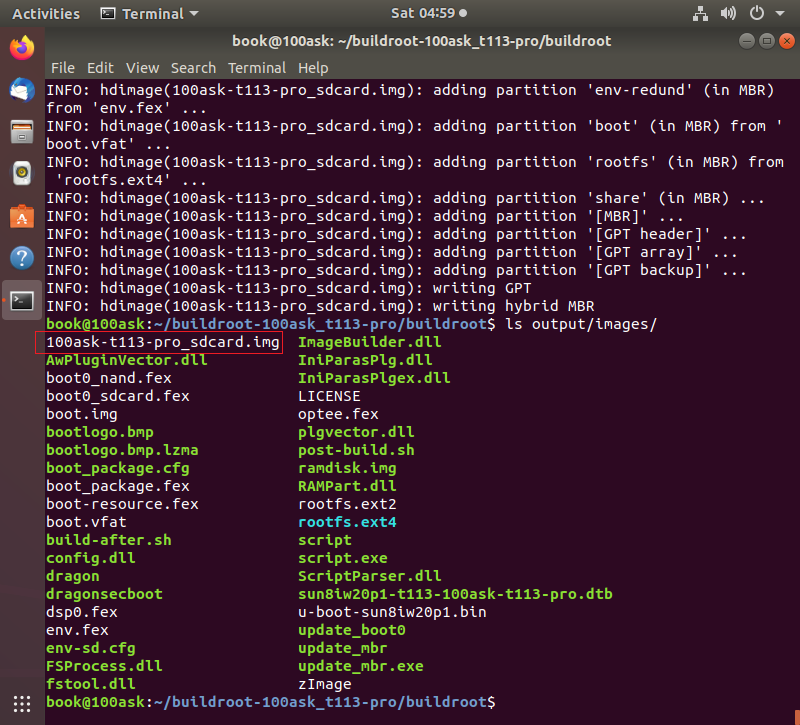 Activities Terminal Sat 04:59
book@100ask: ~/buildroot-100ask_t113-pro/buildroot
File Edit View Search Terminal Help
INFO: hdimage(100ask-t113-pro_sdcard.img): adding partition 'env-redund' (in MBR)
from 'env.fex' ...
INFO: hdimage(100ask-t113-pro_sdcard.img): adding partition 'boot' (in MBR) from '
boot.vfat' ...
INFO: hdimage(100ask-t113-pro_sdcard.img): adding partition 'rootfs' (in MBR) from
'rootfs.ext4' ...
INFO: hdimage(100ask-t113-pro_sdcard.img): adding partition 'share' (in MBR) ...
INFO: hdimage(100ask-t113-pro_sdcard.img): adding partition '[MBR]' ...
INFO: hdimage(100ask-t113-pro_sdcard.img): adding partition '[GPT header]' ...
INFO: hdimage(100ask-t113-pro_sdcard.img): adding partition '[GPT array]' ...
INFO: hdimage(100ask-t113-pro_sdcard.img): adding partition '[GPT backup]' ...
INFO: hdimage(100ask-t113-pro_sdcard.img): writing GPT
INFO: hdimage(100ask-t113-pro_sdcard.img): writing hybrid MBR
book@100ask:~/buildroot-100ask_t113-pro/buildroot$ ls output/images/
100ask-t113-pro_sdcard.img ImageBuilder.dll
AwPluginVector.dll IniParasPlg.dll
boot0_nand.fex IniParasPlgex.dll
boot0_sdcard.fex LICENSE
boot.img optee.fex
bootlogo.bmp plgvector.dll
bootlogo.bmp.lzma post-build.sh
boot_package.cfg ramdisk.img
boot_package.fex RAMPart.dll
boot-resource.fex rootfs.ext2
boot.vfat rootfs.ext4
build-after.sh script
config.dll script.exe
dragon ScriptParser.dll
dragonsecboot sun8iw20p1-t113-100ask-t113-pro.dtb
dsp0.fex u-boot-sun8iw20p1.bin
env.fex update_boot0
env-sd.cfg update_mbr
FSProcess.dll update_mbr.exe
fstool.dll zImage
book@100ask:~/buildroot-100ask_t113-pro/buildroot$